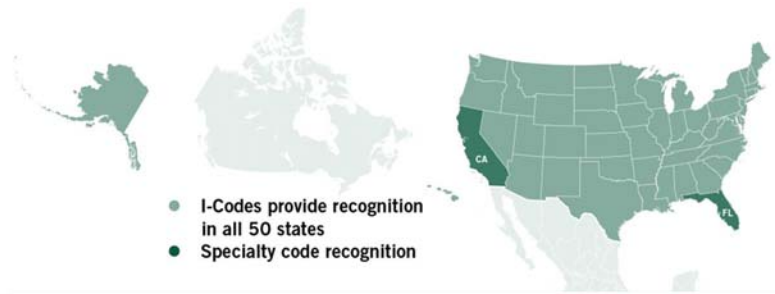 CA
FL
I-Codes provide recognition
in all 50 states
Specialty code recognition